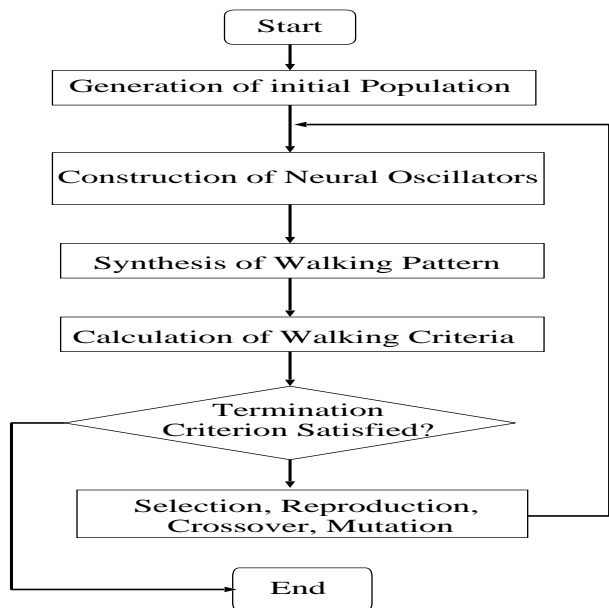 Start
Generation of initial Population
Construction of Neural Oscillators
Synthesis of Walking Pattern
Calculation of Walking Criteria
Termination
Criterion Satisfied?
Selection, Reproduction,
Crossover, Mutation
End